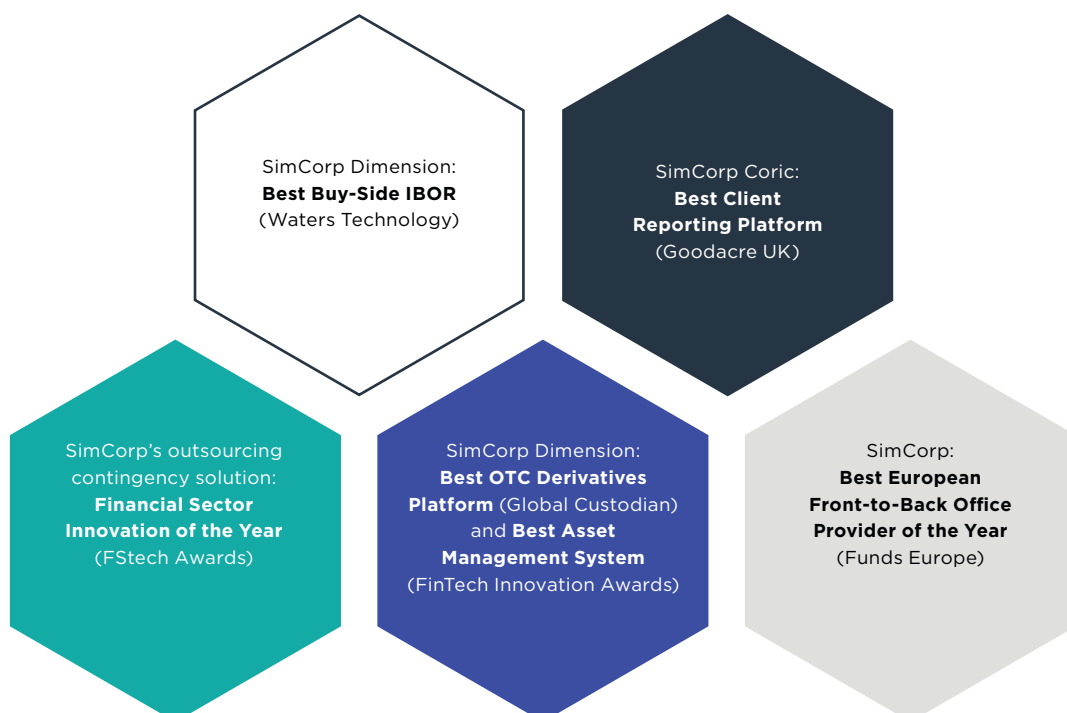 SimCorp Dimension:
Best Buy-Side IBOR
(Waters Technology)
SimCorp Coric:
Best Client
Reporting Platform
(Goodacre UK)
SimCorp’s outsourcing
contingency solution:
Financial Sector
Innovation of the Year
(FStech Awards)
SimCorp Dimension:
Best OTC Derivatives
Platform (Global Custodian)
and Best Asset
Management System
(FinTech Innovation Awards)
SimCorp:
Best European
Front-to-Back Office
Provider of the Year
(Funds Europe)